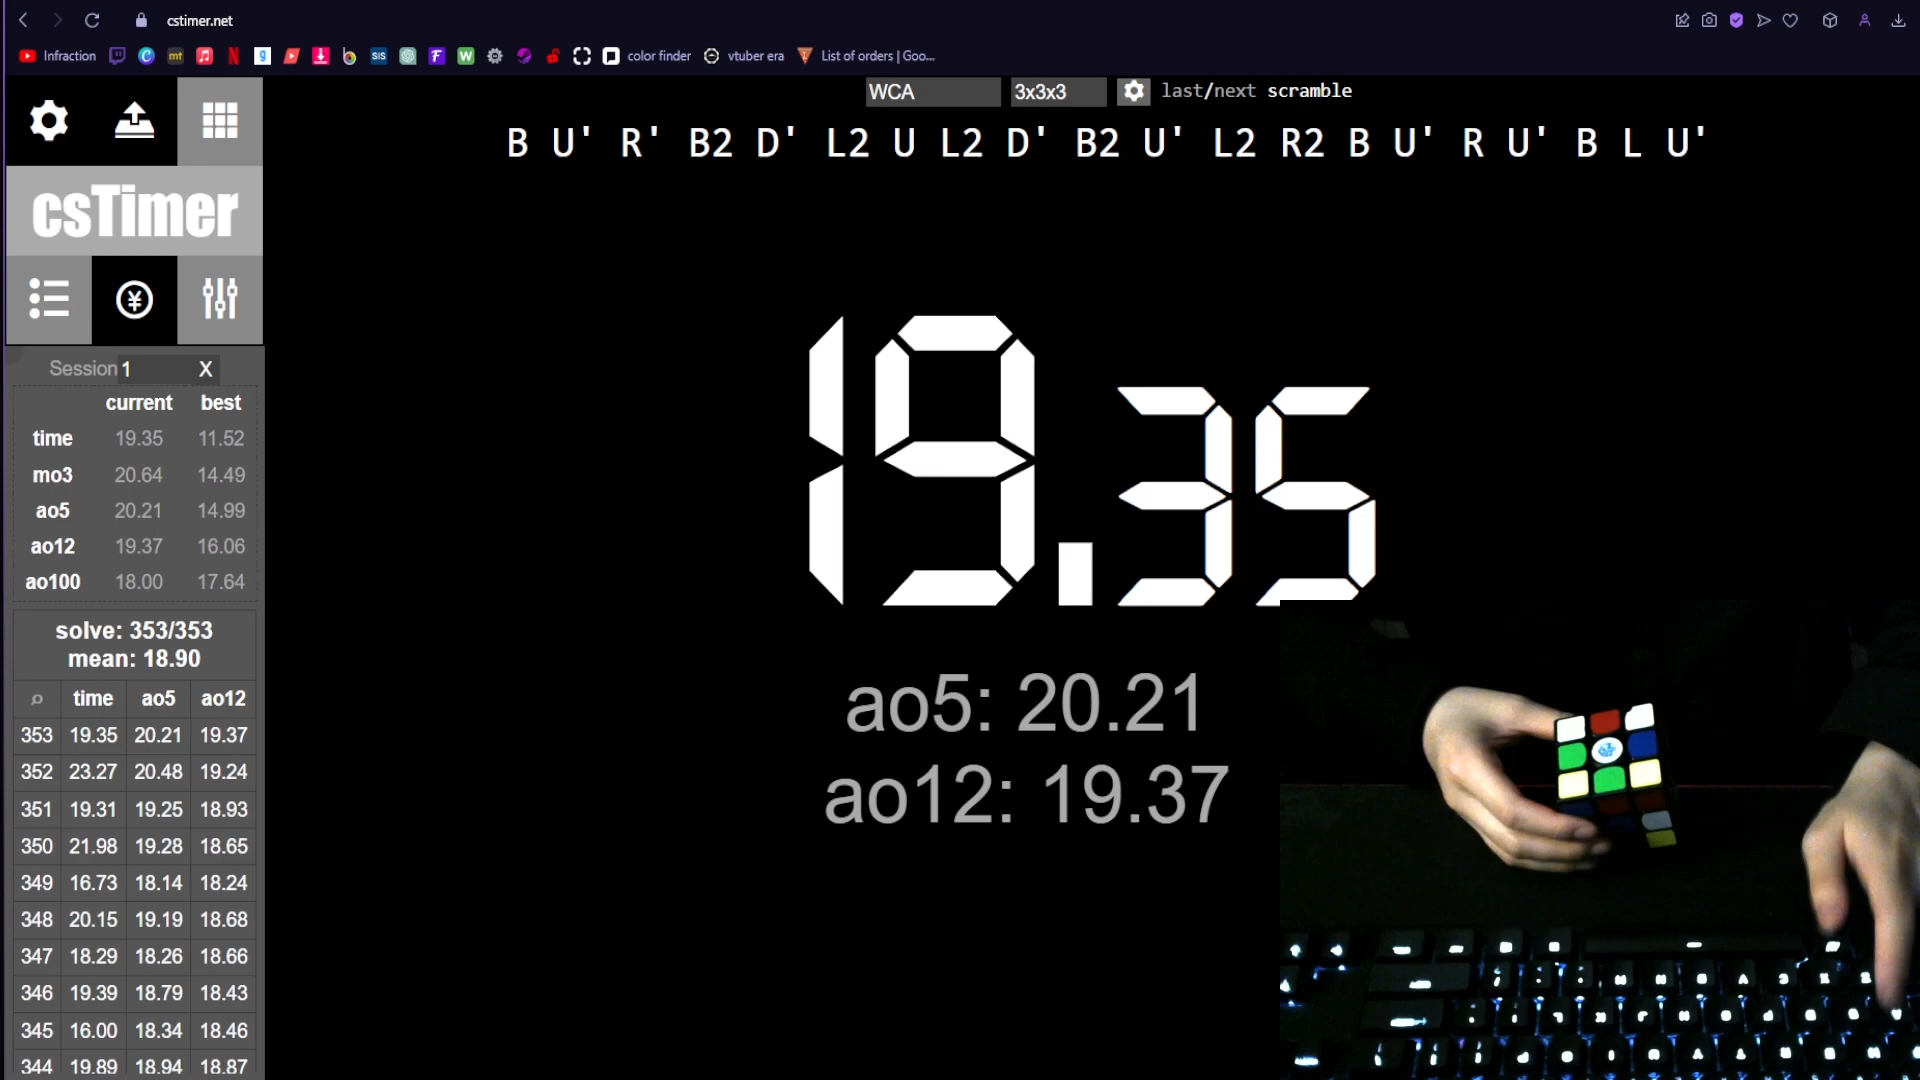 cstimer.net
Infraction
mt
SiS
color finder
vtuber era
List of orders | Goo...
WCA
3x3x3
last/next scramble
B U' R' B2 D' L2 U L2 D' B2 U' L2 R2 B U' R U' B L U'
csTimer
Session 1 X
current best
time 19.35 11.52
mo3 20.64 14.49
ao5 20.21 14.99
ao12 19.37 16.06
ao100 18.00 17.64
solve: 353/353
mean: 18.90
time ao5 ao12
353 19.35 20.21 19.37
352 23.27 20.48 19.24
351 19.31 19.25 18.93
350 21.98 19.28 18.65
349 16.73 18.14 18.24
348 20.15 19.19 18.68
347 18.29 18.26 18.66
346 19.39 18.79 18.43
345 16.00 18.34 18.46
344 19.89 18.94 18.87
19.35
ao5: 20.21
ao12: 19.37